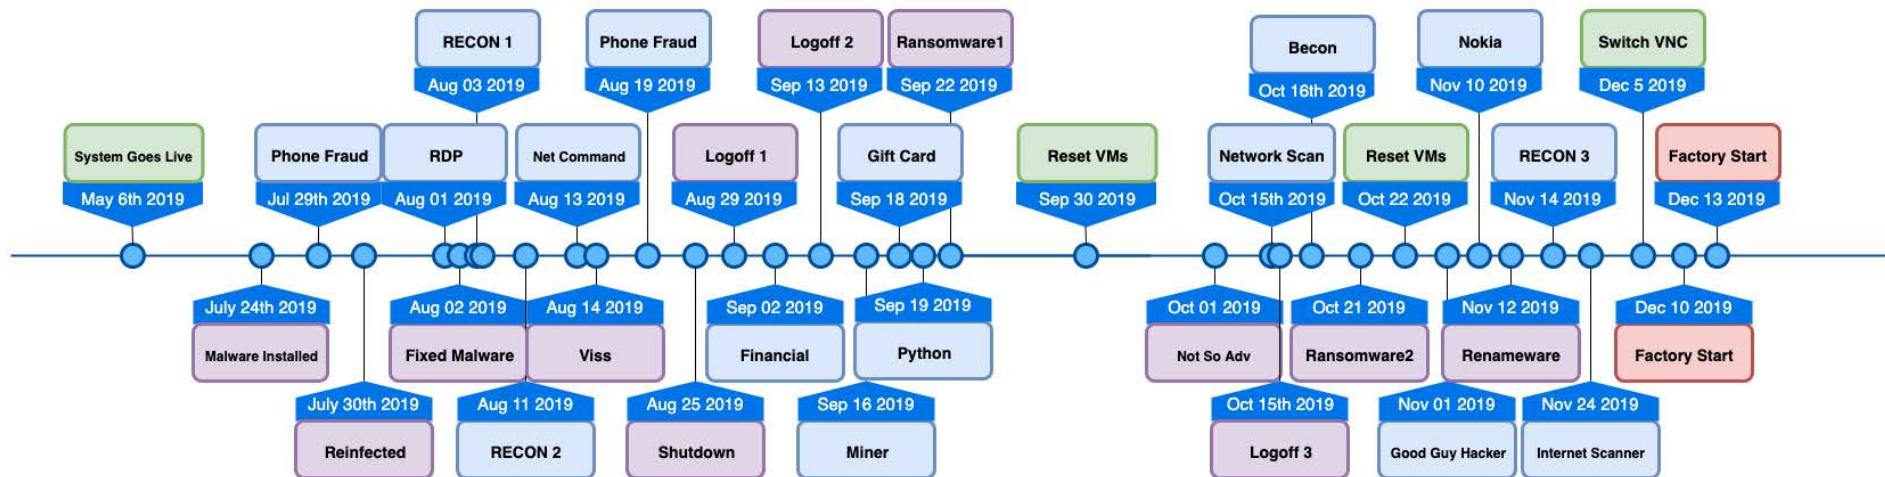 RECON 1
Aug 03 2019
Phone Fraud
Aug 19 2019
Logoff 2
Sep 13 2019
Ransomware1
Sep 22 2019
Becon
Oct 16th 2019
Nokia
Nov 10 2019
Switch VNC
Dec 5 2019
System Goes Live
May 6th 2019
Phone Fraud
Jul 29th 2019
RDP
Aug 01 2019
Net Command
Aug 13 2019
Logoff 1
Aug 29 2019
Gift Card
Sep 18 2019
Reset VMs
Sep 30 2019
Network Scan
Oct 15th 2019
Reset VMs
Oct 22 2019
RECON 3
Nov 14 2019
Factory Start
Dec 13 2019
July 24th 2019
Malware Installed
Aug 02 2019
Fixed Malware
Aug 14 2019
Viss
Sep 02 2019
Financial
Sep 19 2019
Python
Oct 01 2019
Not So Adv
Oct 21 2019
Ransomware2
Nov 12 2019
Renameware
Dec 10 2019
Factory Start
July 30th 2019
Reinfected
Aug 11 2019
RECON 2
Aug 25 2019
Shutdown
Sep 16 2019
Miner
Oct 15th 2019
Logoff 3
Nov 01 2019
Good Guy Hacker
Nov 24 2019
Internet Scanner